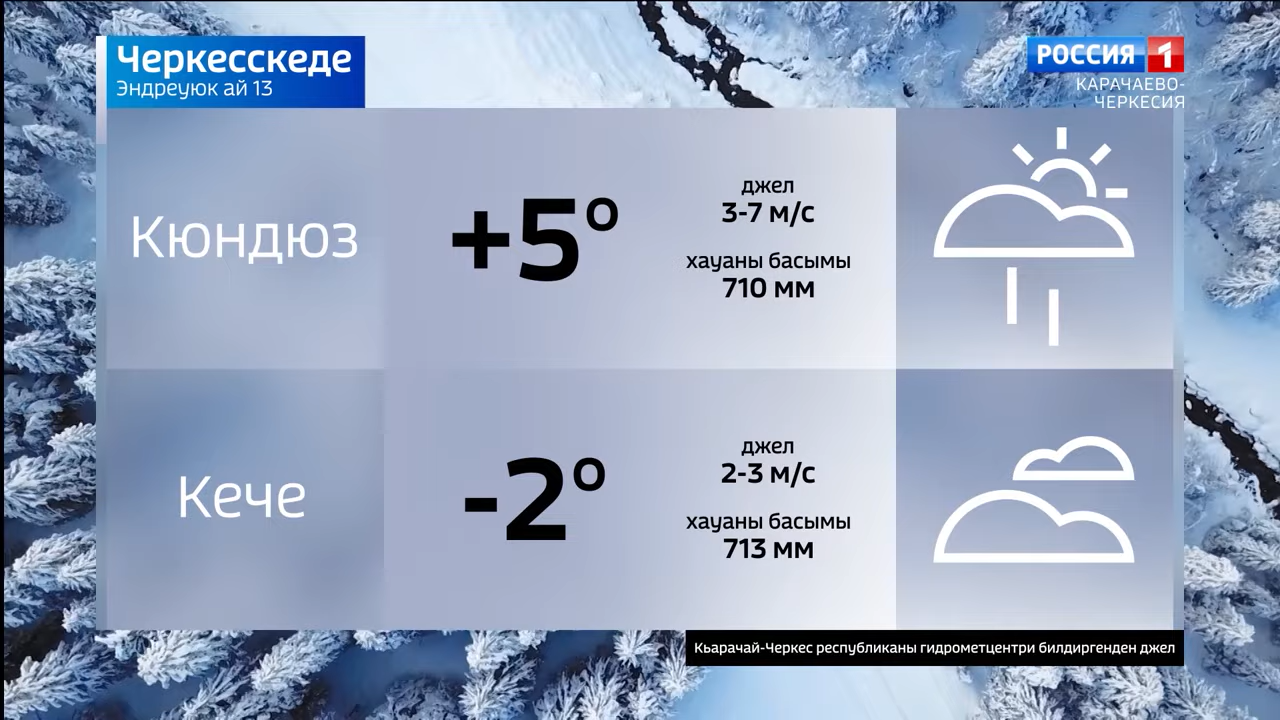 Черкесскеде
Эндреуюк ай 13
РОССИЯ 1
КАРАЧАЕВО-
ЧЕРКЕСИЯ
Кюндюз
+5°
джел
3-7 м/с
хауаны басымы
710 мм
Кече
-2°
джел
2-3 м/с
хауаны басымы
713 мм
Кьарачай-Черкес республиканы гидрометцентри билдиргенден джел